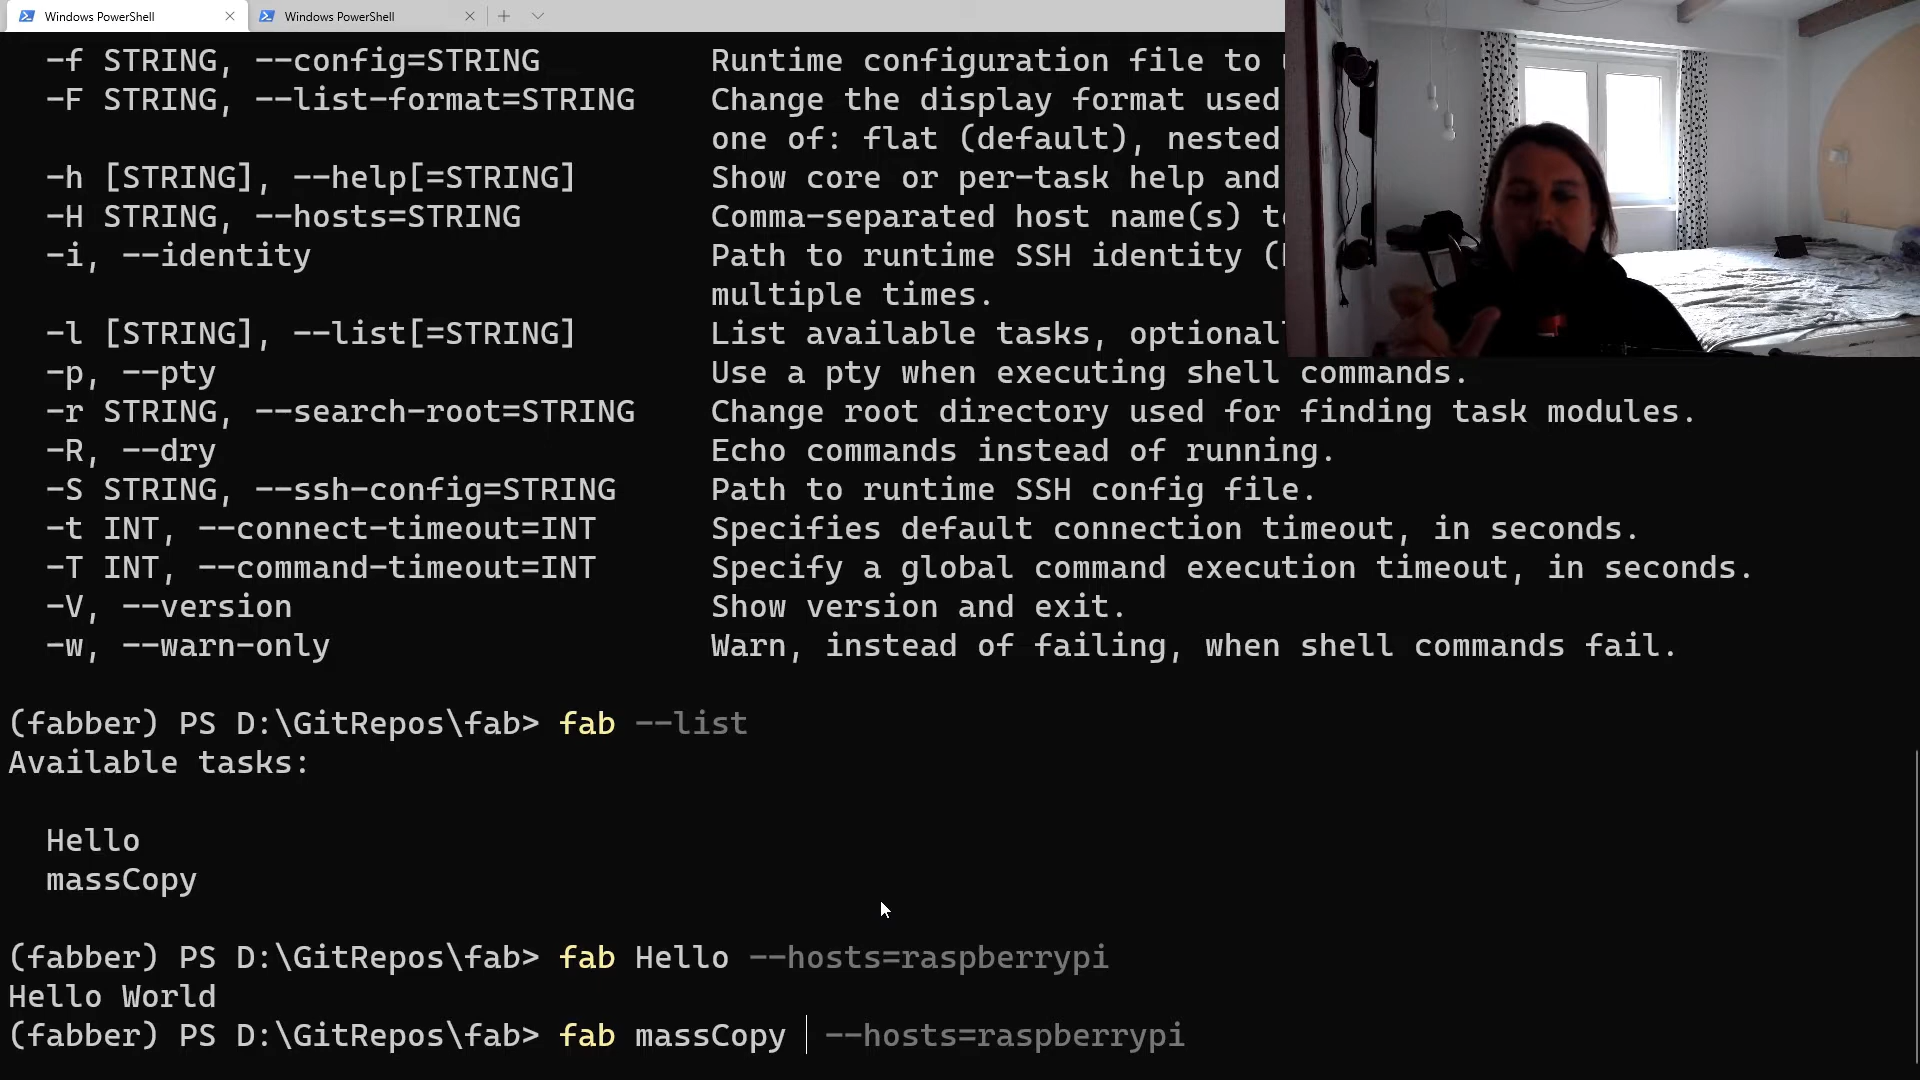 Windows PowerShell
Windows PowerShell
-f STRING, --config=STRING Runtime configuration file to
-F STRING, --list-format=STRING Change the display format used
one of: flat (default), nested
-h [STRING], --help[=STRING] Show core or per-task help and
-H STRING, --hosts=STRING Comma-separated host name(s)
-i, --identity Path to runtime SSH identity
multiple times.
-l [STRING], --list[=STRING] List available tasks,
-p, --pty Use a pty when executing shell commands.
-r STRING, --search-root=STRING Change root directory used for finding task modules.
-R, --dry Echo commands instead of running.
-S STRING, --ssh-config=STRING Path to runtime SSH config file.
-t INT, --connect-timeout=INT Specifies default connection timeout, in seconds.
-T INT, --command-timeout=INT Specify a global command execution timeout, in seconds.
-V, --version Show version and exit.
-w, --warn-only Warn, instead of failing, when shell commands fail.
(fabber) PS D:\GitRepos\fab> fab --list
Available tasks:
Hello
massCopy
(fabber) PS D:\GitRepos\fab> fab Hello --hosts=raspberrypi
Hello World
(fabber) PS D:\GitRepos\fab> fab massCopy --hosts=raspberrypi